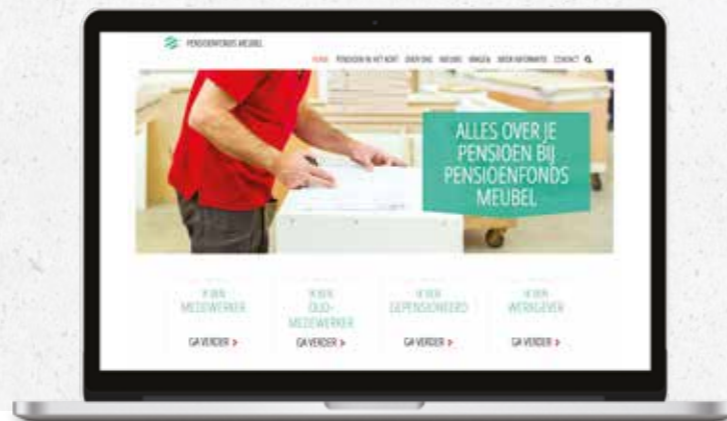 PENSIOENFONDS MEUBEL
HOME PENSIOEN IN HET KORT OVER ONS NIEUWS VRAGEN MEER INFORMATIE CONTACT
ALLES OVER JE
PENSIOEN BIJ
PENSIOENFONDS
MEUBEL
IK BEN
MEDEWERKER
GA VERDER >
IK BEN
OUD-
MEDEWERKER
GA VERDER >
IK BEN
GEPENSIONEERD
GA VERDER >
IK BEN
WERKGEVER
GA VERDER >